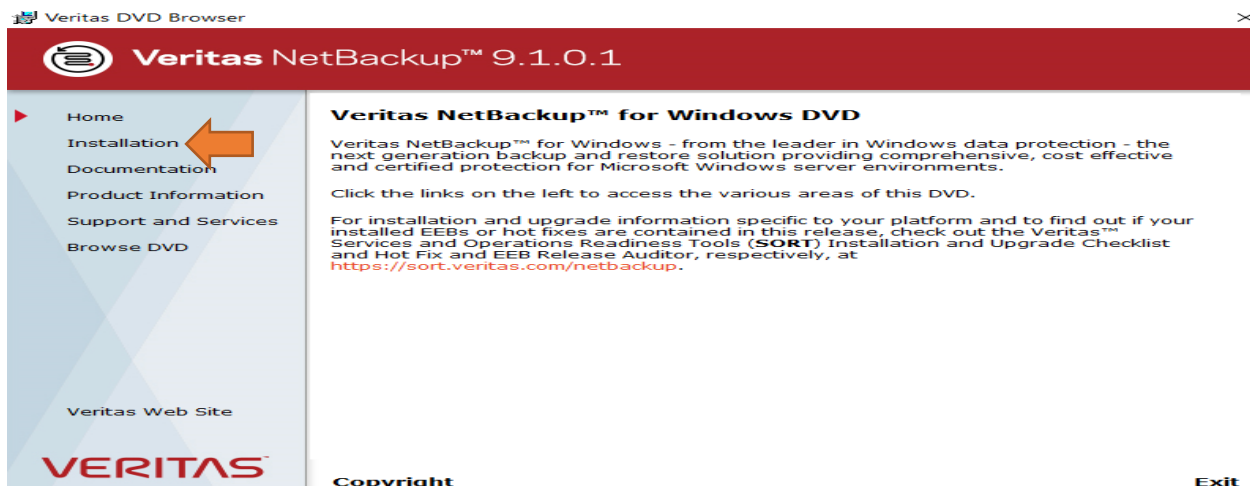 Veritas DVD Browser
Veritas NetBackup™ 9.1.0.1
Home
Installation
Documentation
Product Information
Support and Services
Browse DVD
Veritas Web Site
VERITAS
Veritas NetBackup™ for Windows DVD
Veritas NetBackup™ for Windows - from the leader in Windows data protection - the
next generation backup and restore solution providing comprehensive, cost effective
and certified protection for Microsoft Windows server environments.
Click the links on the left to access the various areas of this DVD.
For installation and upgrade information specific to your platform and to find out if your
installed EEBs or hot fixes are contained in this release, check out the Veritas™
Services and Operations Readiness Tools (SORT) Installation and Upgrade Checklist
and Hot Fix and EEB Release Auditor, respectively, at
https://sort.veritas.com/netbackup.
Copyright
Exit